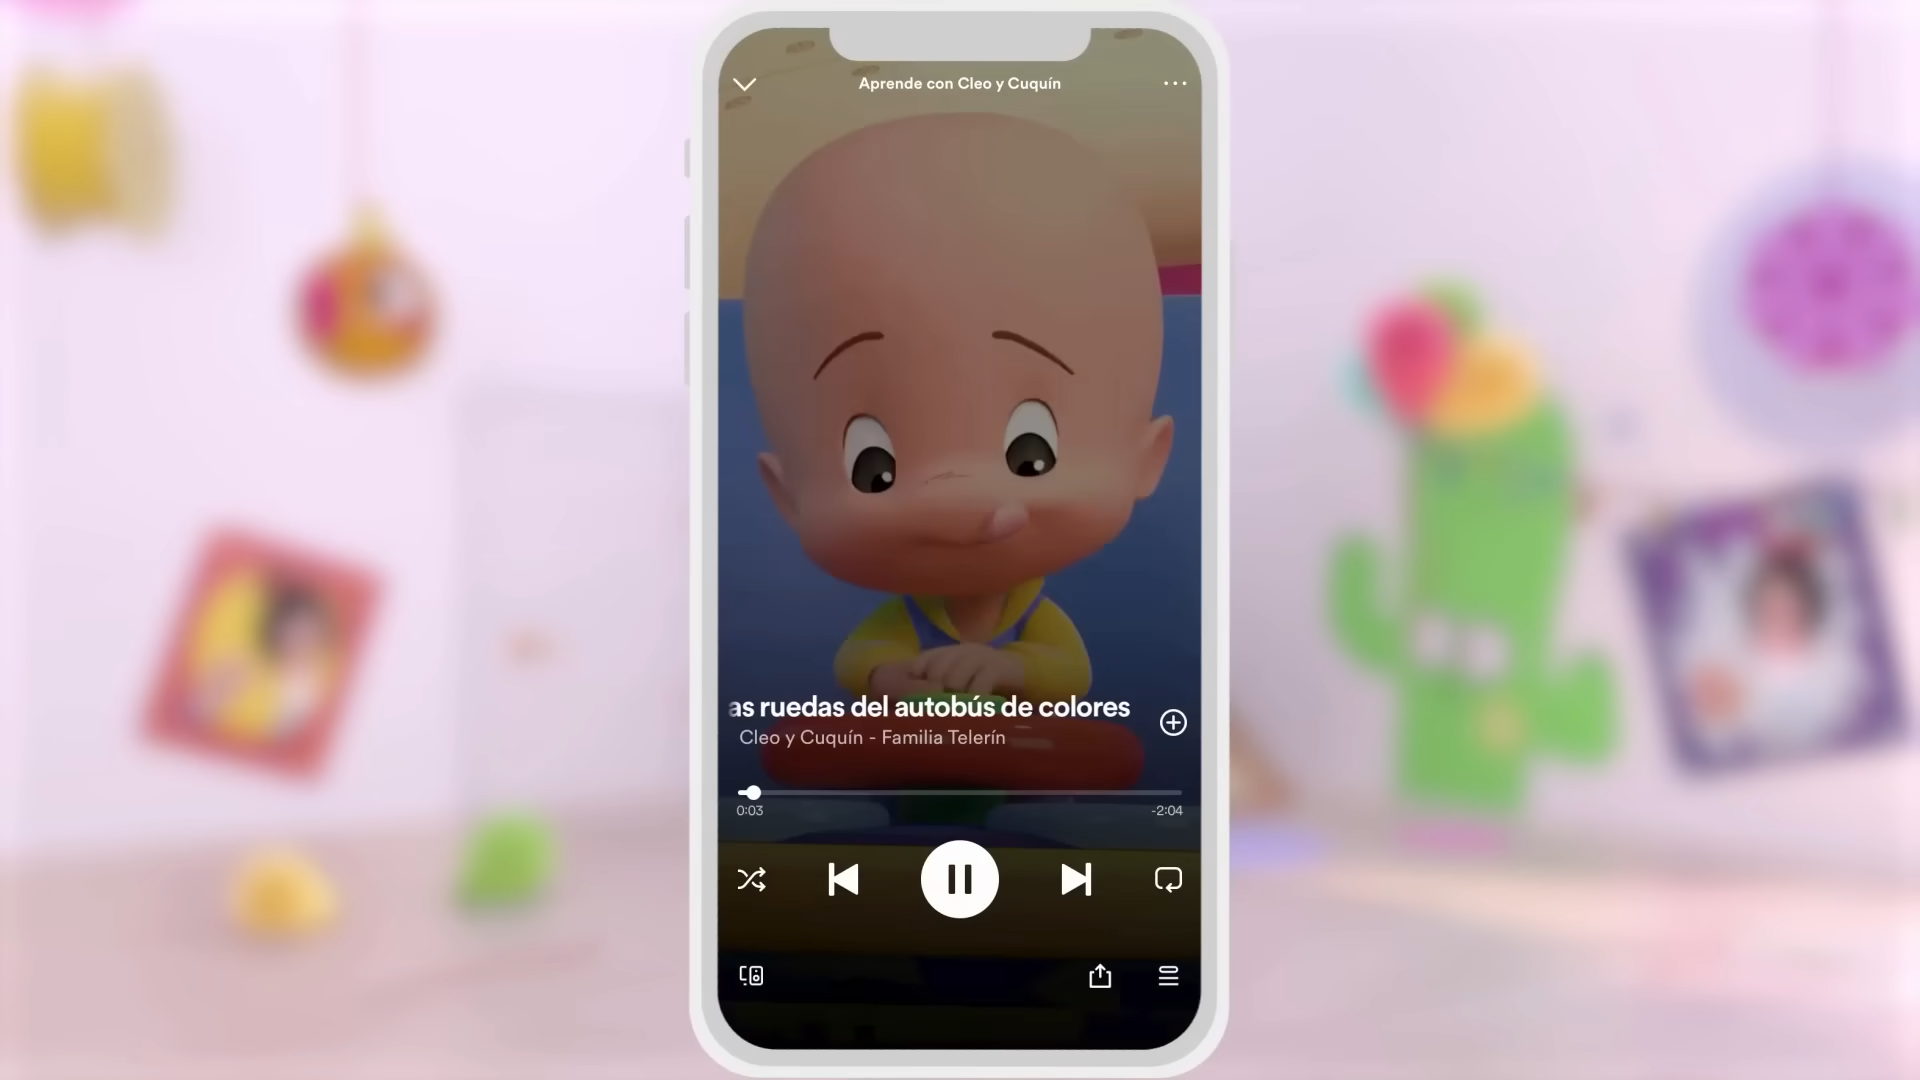 Aprende con Cleo y Cuquín
as ruedas del autobús de colores
Cleo y Cuquín - Familia Telerín
0:03
-2:04